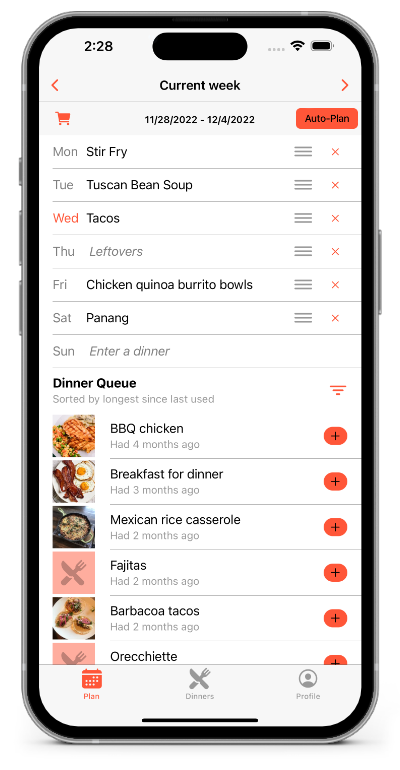 2:28
Current week
11/28/2022 - 12/4/2022 Auto-Plan
Mon Stir Fry
Tue Tuscan Bean Soup
Wed Tacos
Thu Leftovers
Fri Chicken quinoa burrito bowls
Sat Panang
Sun Enter a dinner
Dinner Queue
Sorted by longest since last used
BBQ chicken
Had 4 months ago
Breakfast for dinner
Had 3 months ago
Mexican rice casserole
Had 2 months ago
Fajitas
Had 2 months ago
Barbacoa tacos
Had 2 months ago
Orecchiette
Plan Dinners Profile